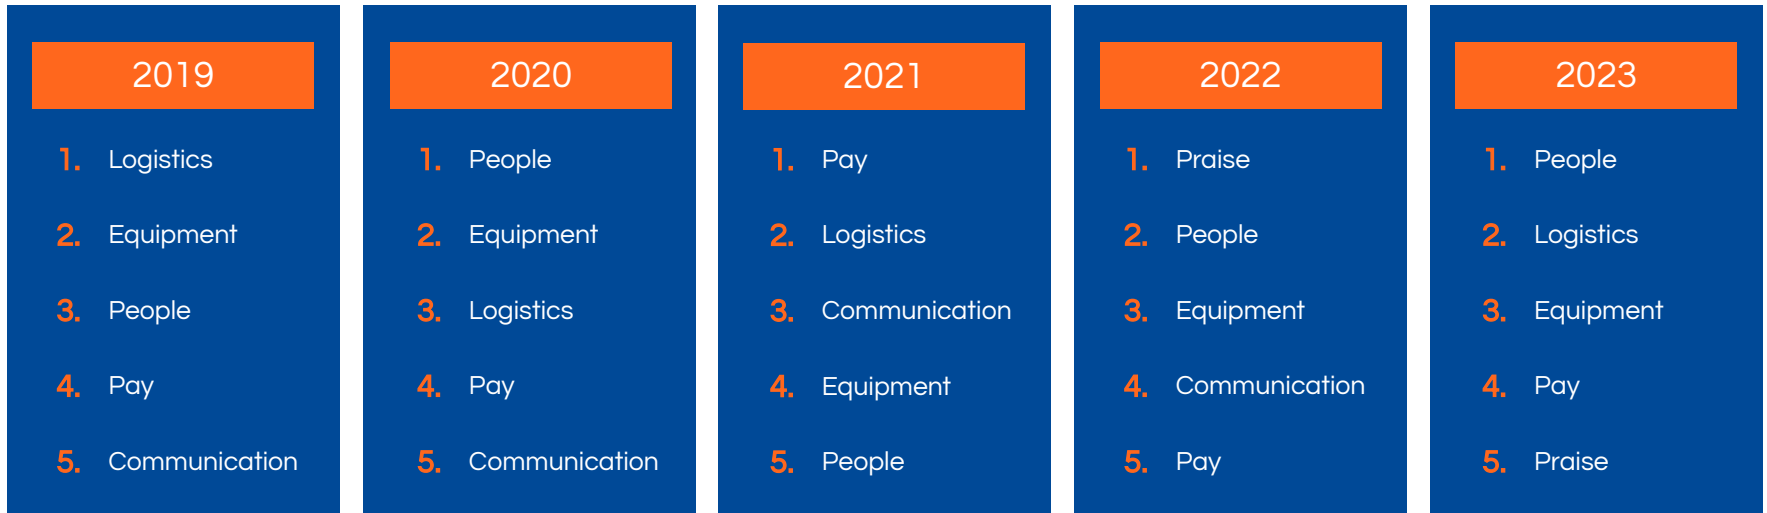 2019
1. Logistics
2. Equipment
3. People
4. Pay
5. Communication
2020
1. People
2. Equipment
3. Logistics
4. Pay
5. Communication
2021
1. Pay
2. Logistics
3. Communication
4. Equipment
5. People
2022
1. Praise
2. People
3. Equipment
4. Communication
5. Pay
2023
1. People
2. Logistics
3. Equipment
4. Pay
5. Praise